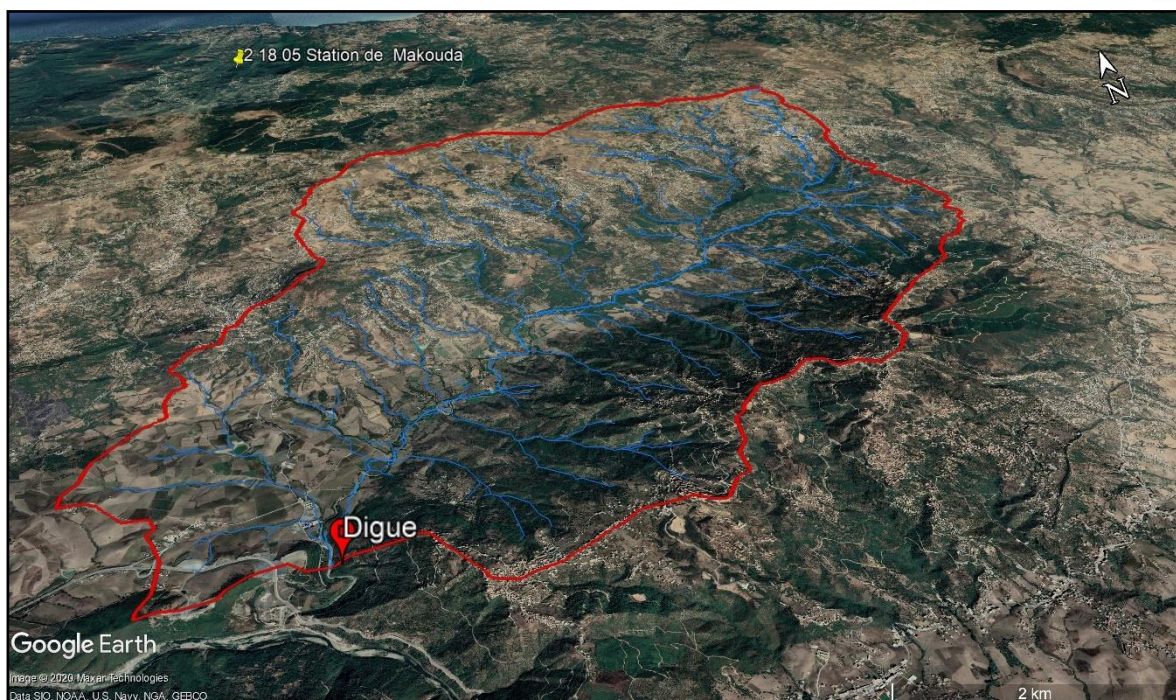 2 18 05 Station de Makouda
N
Digue
Google Earth
Image © 2020 Maxar Technologies
Data SIO, NOAA, U.S. Navy, NGA, GEBCO
2 km